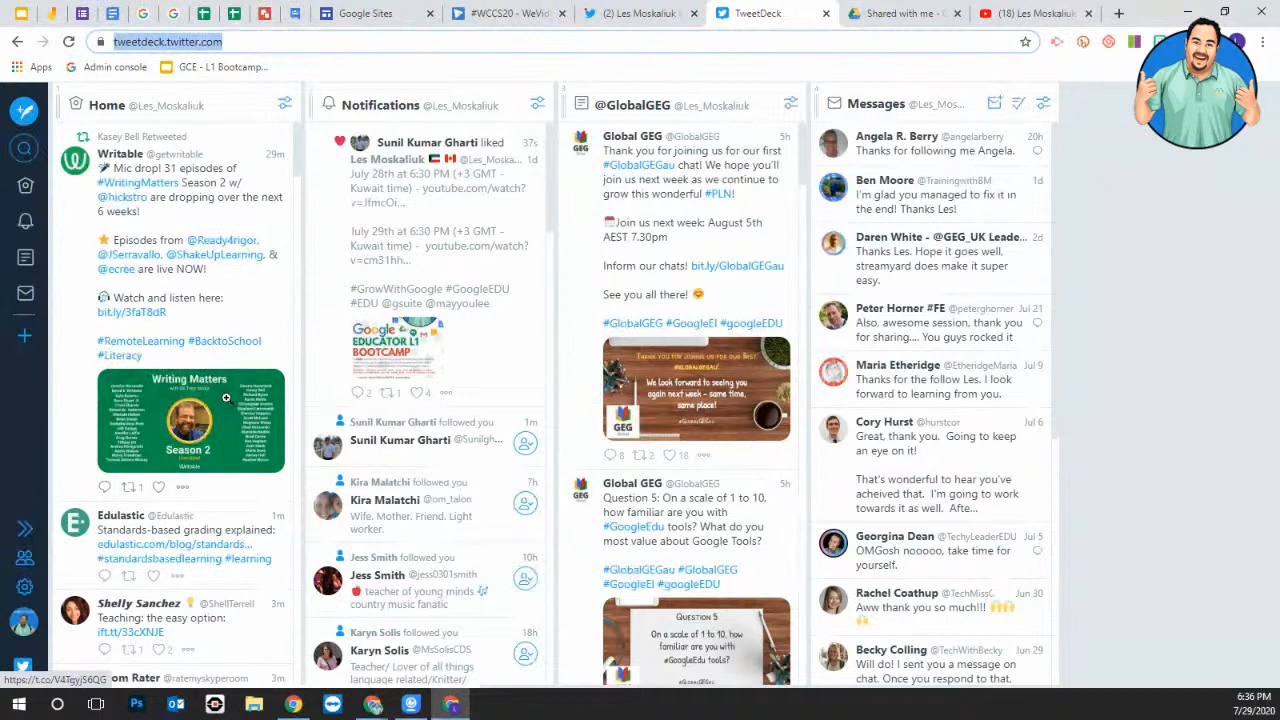 Google Sites
#WCCS20 - WeVid
(2) Les Moskaliuk
TweetDeck
Shared with me - G
(18) Les Moskaliuk
tweetdeck.twitter.com
Apps
Admin console
GCE - L1 Bootcamp...
1
Home @Les_Moskaliuk
Kasey Bell Retweeted
Writable @getwritable 29m
Mic drop! 31 episodes of
#WritingMatters Season 2 w/
@hickstro are dropping over the next
6 weeks!
Episodes from @Ready4rigor,
@JSerravallo, @ShakeUpLearning, &
@ecree are live NOW!
Watch and listen here:
bit.ly/3faT8dR
#RemoteLearning #BacktoSchool
#Literacy
Writing Matters
Season 2
Writable
1
Edulastic @Edulastic 1m
Standards-based grading explained:
edulastic.com/blog/standards...
#standardsbasedlearning #learning
Shelly Sanchez @ShellTerrell 3m
Teaching: the easy option:
ift.tt/33cXNJE
1 2
om Rater @ratemyskyperoom 3m
https://t.co/V4TgyjS6QG
Notifications @Les_Moskaliuk
Sunil Kumar Gharti liked 37s
Les Moskaliuk @Les_Moska... 1d
July 28th at 6:30 PM (+3 GMT -
Kuwait time) - youtube.com/watch?
v=JfmcOi...
July 29th at 6:30 PM (+3 GMT -
Kuwait time) - youtube.com/watch?
v=cm31hh...
#GrowWithGoogle #GoogleEDU
#EDU @gsuite @mayyoulee
Google
EDUCATOR L1
BOOTCAMP
Sunil Kumar Gharti followed you
Sunil Kumar Gharti @Sunigh...
Kira Malatchi followed you 7h
Kira Malatchi @om_talon
Wife. Mother. Friend. Light
worker.
Jess Smith followed you 10h
Jess Smith @jess0301smith
teacher of young minds
country music fanatic
Karyn Solis followed you 18h
Karyn Solis @MsSolisCDS
Teacher/ Lover of all things
language related/Knitter/
3
@GlobalGEG @Les_Moskaliuk
Global GEG @GlobalGEG 5h
Thank you for joining us for our first
#GlobalGEGau chat! We hope you'll
join us next week as we continue to
grow this wonderful #PLN!
Join us next week: August 5th
AEST 7.30pm
Inform our chats! bit.ly/GlobalGEGau
See you all there!
#GlobalGEG #GoogleEI #googleEDU
We look forward to seeing you
again next week - same time,
same place!
2 18
Global GEG @GlobalGEG 5h
Question 5: On a scale of 1 to 10,
how familiar are you with
#GoogleEdu tools? What do you
most value about Google Tools?
#GlobalGEGau #GlobalGEG
#GoogleEI #googleEDU
QUESTION 5
On a scale of 1 to 10, how
familiar are you with
#GoogleEdu tools?
4
Messages @Les_Mos...
Angela R. Berry @angelarberry 20h
Thanks for following me Angela.
Ben Moore @TrainingwithBM 1d
I'm glad you managed to fix it in
the end! Thanks Les!
Daren White - @GEG_UK Leade... 2d
Thanks Les. Hope it goes well,
streamyard does make it super
easy.
Peter Horner #FE @peterghorner Jul 21
Also, awesome session, thank you
for sharing.... You guys rocked it
Maria Etheridge @EtheridgeMaria Jul 9
Thanks for the follow Les. I look
forward to learning from you.
Cory Hurst Jul 6
Great, thank you. Going to keep
an eye on it!
That's wonderful to hear you've
acheived that. I'm going to work
towards it as well. Afte...
Georgina Dean @TechyLeaderEDU Jul 5
OMGosh nooooo, take time for
yourself.
Rachel Coathup Jun 30
Aww thank you so much!!!
Becky Colling @TechWithBecky Jun 29
Will do! I sent you a message on
chat. Once you respond to that,
6:36 PM
7/29/2020